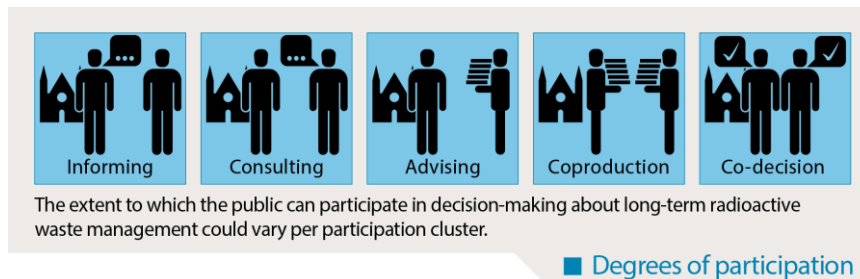 Informing
Consulting
Advising
Coproduction
Co-decision
The extent to which the public can participate in decision-making about long-term radioactive
waste management could vary per participation cluster.
Degrees of participation